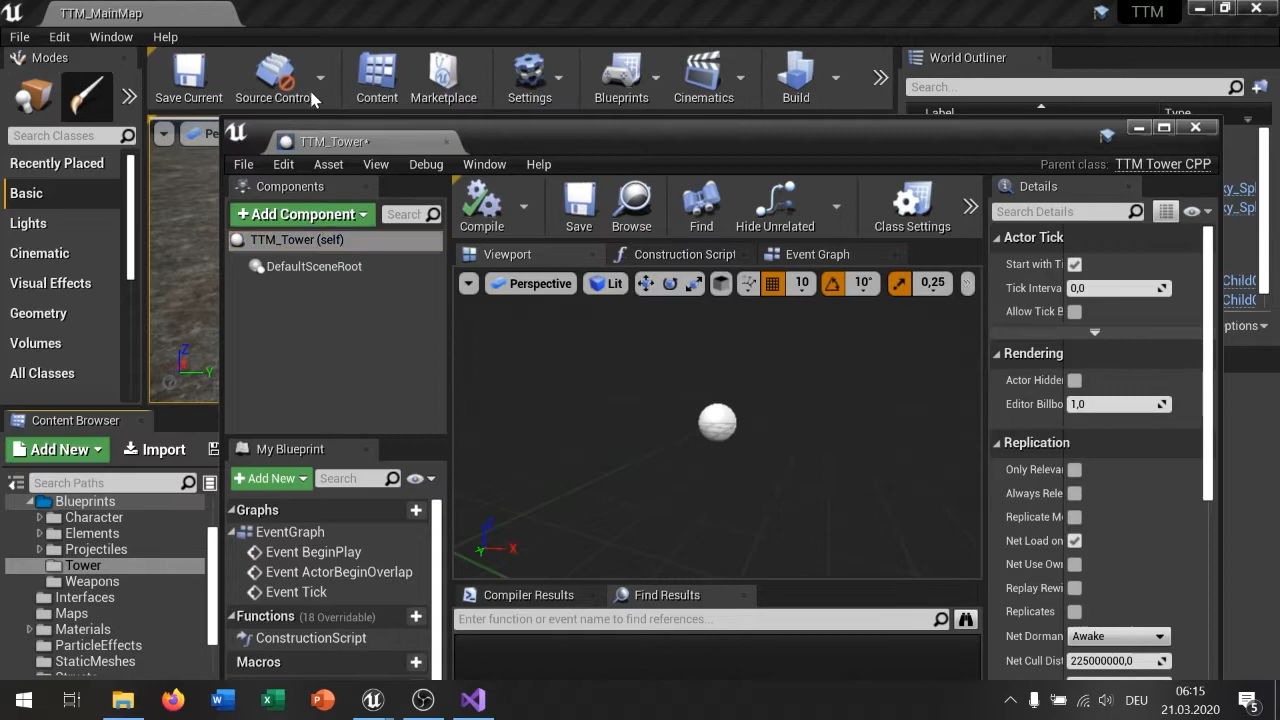 TTM_MainMap
TTM
File Edit Window Help
Modes
World Outliner
Save Current
Source Control
Content
Marketplace
Settings
Blueprints
Cinematics
Build
Search...
Label
Type
Search Classes
Recently Placed
Basic
Lights
Cinematic
Visual Effects
Geometry
Volumes
All Classes
Z
Y
TTM_Tower*
File Edit Asset View Debug Window Help
Parent class: TTM Tower CPP
Components
+ Add Component
Search
TTM_Tower (self)
DefaultSceneRoot
Compile
Save
Browse
Find
Hide Unrelated
Class Settings
Viewport
Construction Script
Event Graph
Perspective
Lit
10
10°
0,25
X
Y
Details
Search Details
Actor Tick
Start with Ti
Tick Interva
0,0
Allow Tick B
Rendering
Actor Hidde
Editor Billbo
1,0
Replication
Only Releva
Always Rele
Replicate M
Net Load on
Net Use Ow
Replay Rewi
Replicates
Net Dorman
Awake
Net Cull Dist
225000000,0
My Blueprint
+ Add New
Search
Graphs
EventGraph
Event BeginPlay
Event ActorBeginOverlap
Event Tick
Functions (18 Overridable)
ConstructionScript
Macros
Compiler Results
Find Results
Enter function or event name to find references...
Content Browser
Add New
Import
Search Paths
Blueprints
Character
Elements
Projectiles
Tower
Weapons
Interfaces
Maps
Materials
ParticleEffects
StaticMeshes
DEU
06:15
21.03.2020
5